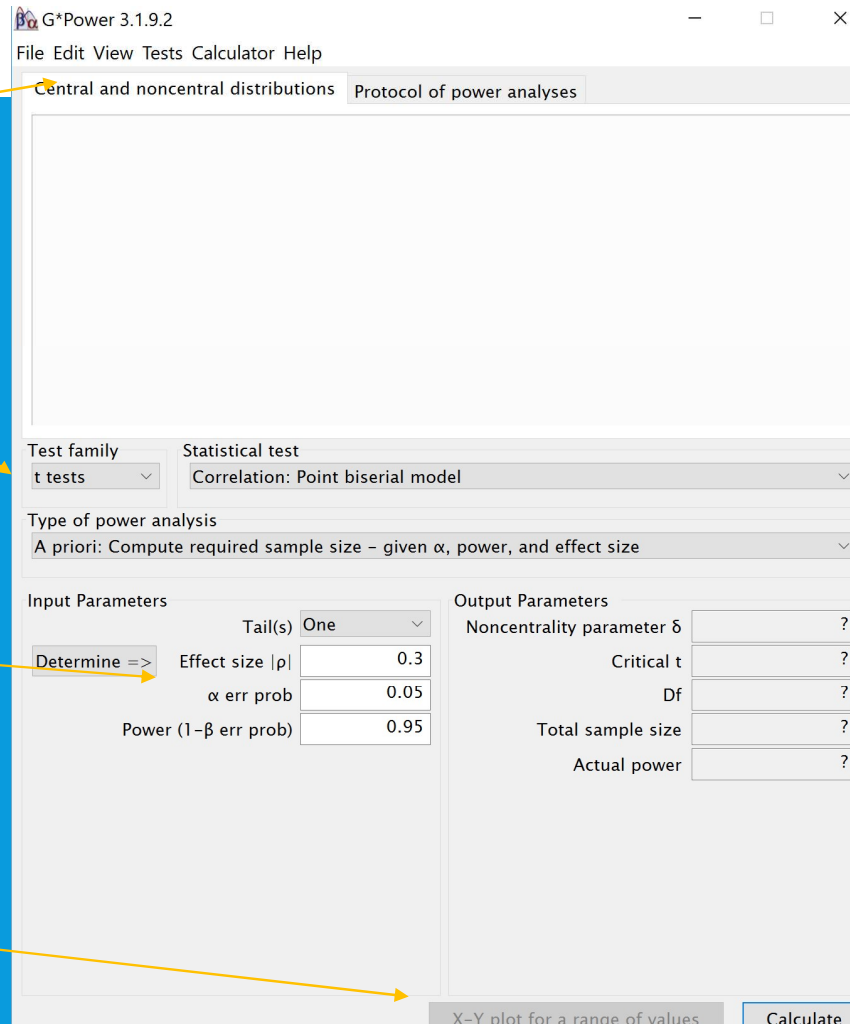 G*Power 3.1.9.2
File Edit View Tests Calculator Help
Central and noncentral distributions Protocol of power analyses
Test family Statistical test
t tests Correlation: Point biserial model
Type of power analysis
A priori: Compute required sample size – given α, power, and effect size
Input Parameters Output Parameters
Tail(s) One Noncentrality parameter δ ?
Determine => Effect size |ρ| 0.3 Critical t ?
α err prob 0.05 Df ?
Power (1–β err prob) 0.95 Total sample size ?
Actual power ?
X–Y plot for a range of values Calculate